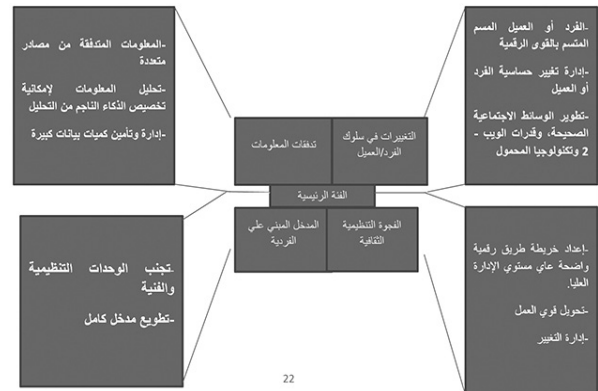 -الفرد أو العميل المسم
المتسم بالقوى الرقمية
-إدارة تغيير حساسية الفرد
أو العميل
-تطوير الوسائط الاجتماعية
الصحيحة، وقدرات الويب -
2 وتكنولوجيا المحمول
-المعلومات المتدفقة من مصادر
متعددة
-تحليل المعلومات لإمكانية
تخصيص الذكاء الناجم من التحليل
-إدارة وتأمين كميات بيانات كبيرة
التغييرات في سلوك
الفرد/العميل
تدفقات المعلومات
الفئة الرئيسية
الفجوة التنظيمية
الثقافية
المدخل المبني علي
الفردية
-إعداد خريطة طريق رقمية
واضحة عاي مستوي الإدارة
العليا.
-تحويل قوي العمل
-إدارة التغيير
-تجنب الوحدات التنظيمية
والفنية
-تطويع مدخل كامل
22